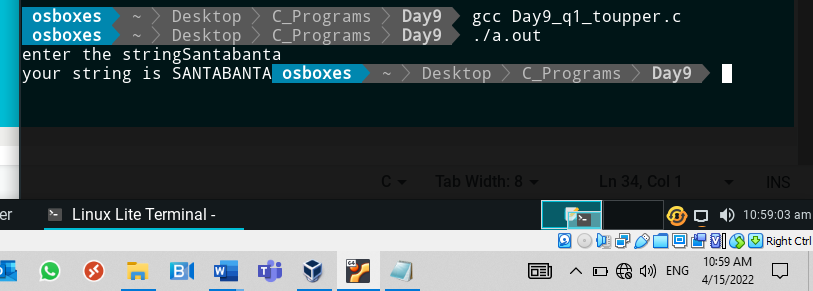 osboxes ~ Desktop C_Programs Day9 gcc Day9_q1_toupper.c
osboxes ~ Desktop C_Programs Day9 ./a.out
enter the stringSantabanta
your string is SANTABANTA osboxes ~ Desktop C_Programs Day9
C Tab Width: 8 Ln 34, Col 1 INS
er Linux Lite Terminal - 10:59:03 am
Right Ctrl
ENG 10:59 AM
4/15/2022